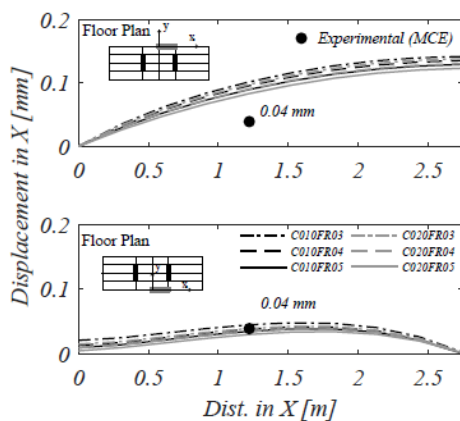 Displacement in X [mm]
0.2
0.1
0
Floor Plan
y
x
Experimental (MCE)
0.04 mm
0 0.5 1 1.5 2 2.5
0.2
0.1
0
Floor Plan
y
x
C010FR03 C020FR03
C010FR04 C020FR04
C010FR05 C020FR05
0.04 mm
0 0.5 1 1.5 2 2.5
Dist. in X [m]